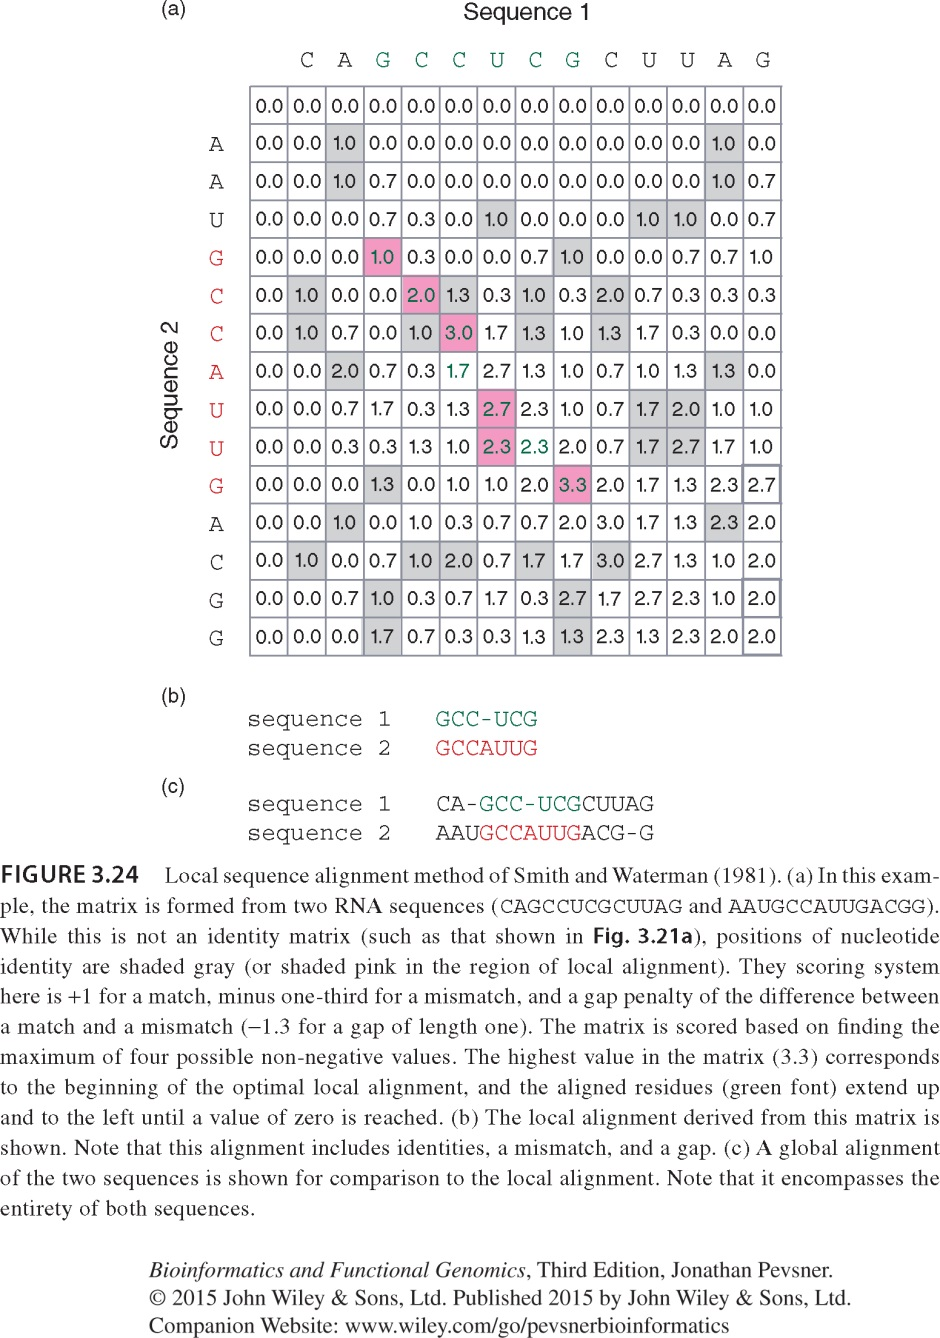 (a)
Sequence 1
C A G C C U C G C U U A G
0.0 0.0 0.0 0.0 0.0 0.0 0.0 0.0 0.0 0.0 0.0 0.0 0.0 0.0
A 0.0 0.0 1.0 0.0 0.0 0.0 0.0 0.0 0.0 0.0 0.0 0.0 1.0 0.0
A 0.0 0.0 1.0 0.7 0.0 0.0 0.0 0.0 0.0 0.0 0.0 0.0 1.0 0.7
U 0.0 0.0 0.0 0.7 0.3 0.0 1.0 0.0 0.0 0.0 1.0 1.0 0.0 0.7
G 0.0 0.0 0.0 1.0 0.3 0.0 0.0 0.7 1.0 0.0 0.0 0.7 0.7 1.0
C 0.0 1.0 0.0 0.0 2.0 1.3 0.3 1.0 0.3 2.0 0.7 0.3 0.3 0.3
C 0.0 1.0 0.7 0.0 1.0 3.0 1.7 1.3 1.0 1.3 1.7 0.3 0.0 0.0
A 0.0 0.0 2.0 0.7 0.3 1.7 2.7 1.3 1.0 0.7 1.0 1.3 1.3 0.0
U 0.0 0.0 0.7 1.7 0.3 1.3 2.7 2.3 1.0 0.7 1.7 2.0 1.0 1.0
U 0.0 0.0 0.3 0.3 1.3 1.0 2.3 2.3 2.0 0.7 1.7 2.7 1.7 1.0
G 0.0 0.0 0.0 1.3 0.0 1.0 1.0 2.0 3.3 2.0 1.7 1.3 2.3 2.7
A 0.0 0.0 1.0 0.0 1.0 0.3 0.7 0.7 2.0 3.0 1.7 1.3 2.3 2.0
C 0.0 1.0 0.0 0.7 1.0 2.0 0.7 1.7 1.7 3.0 2.7 1.3 1.0 2.0
G 0.0 0.0 0.7 1.0 0.3 0.7 1.7 0.3 2.7 1.7 2.7 2.3 1.0 2.0
G 0.0 0.0 0.0 1.7 0.7 0.3 0.3 1.3 1.3 2.3 1.3 2.3 2.0 2.0
Sequence 2
(b)
sequence 1 GCC-UCG
sequence 2 GCCAUUG
(c)
sequence 1 CA-GCC-UCGCUUAG
sequence 2 AAUGCCAUUGACG-G
FIGURE 3.24 Local sequence alignment method of Smith and Waterman (1981). (a) In this exam-
ple, the matrix is formed from two RNA sequences (CAGCCUCGCUUAG and AAUGCCAUUGACGG).
While this is not an identity matrix (such as that shown in Fig. 3.21a), positions of nucleotide
identity are shaded gray (or shaded pink in the region of local alignment). They scoring system
here is +1 for a match, minus one-third for a mismatch, and a gap penalty of the difference between
a match and a mismatch (−1.3 for a gap of length one). The matrix is scored based on finding the
maximum of four possible non-negative values. The highest value in the matrix (3.3) corresponds
to the beginning of the optimal local alignment, and the aligned residues (green font) extend up
and to the left until a value of zero is reached. (b) The local alignment derived from this matrix is
shown. Note that this alignment includes identities, a mismatch, and a gap. (c) A global alignment
of the two sequences is shown for comparison to the local alignment. Note that it encompasses the
entirety of both sequences.
Bioinformatics and Functional Genomics, Third Edition, Jonathan Pevsner.
© 2015 John Wiley & Sons, Ltd. Published 2015 by John Wiley & Sons, Ltd.
Companion Website: www.wiley.com/go/pevsnerbioinformatics